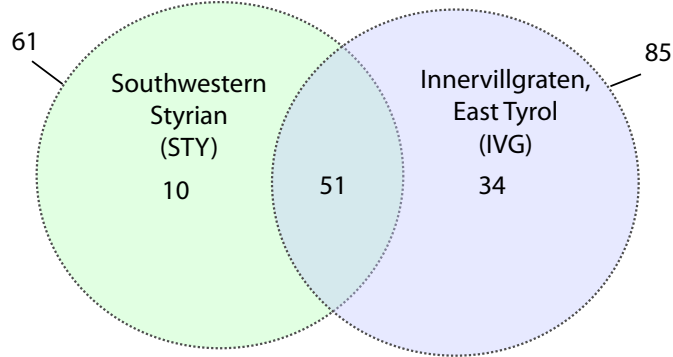 61
85
Southwestern
Styrian
(STY)
10
51
Innervillgraten,
East Tyrol
(IVG)
34